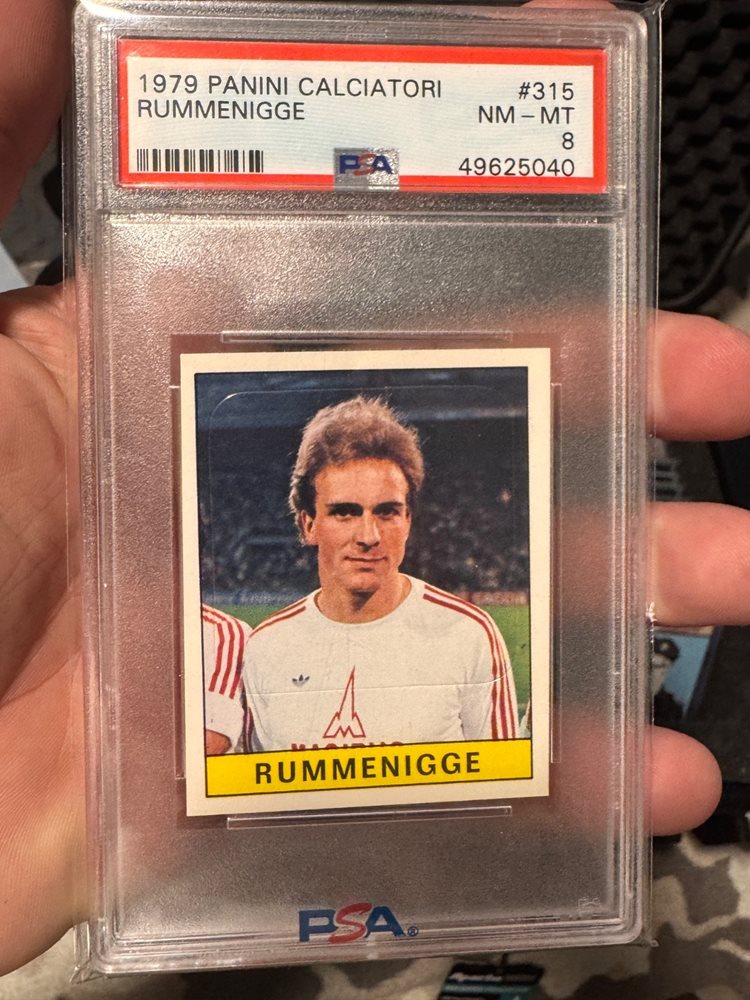 1979 PANINI CALCIATORI #315
RUMMENIGGE NM – MT
8
PSA 49625040
RUMMENIGGE
PSA®